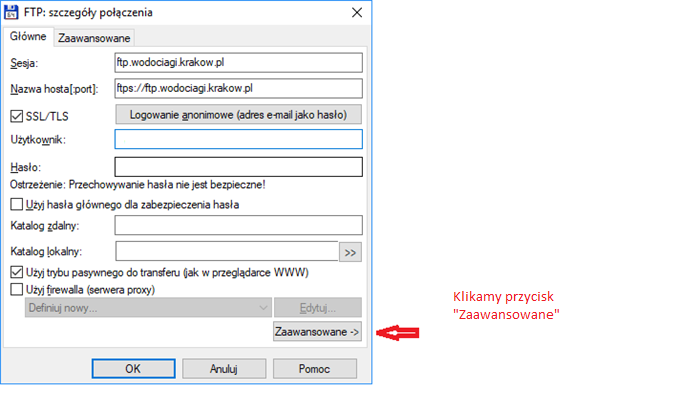 FTP: szczegóły połączenia
Główne
Zaawansowane
Sesja:
ftp.wodociagi.krakow.pl
Nazwa hosta[:port]:
ftps://ftp.wodociagi.krakow.pl
SSL/TLS
Logowanie anonimowe (adres e-mail jako hasło)
Użytkownik:
Hasło:
Ostrzeżenie: Przechowywanie hasła nie jest bezpieczne!
Użyj hasła głównego dla zabezpieczenia hasła
Katalog zdalny:
Katalog lokalny:
>>
Użyj trybu pasywnego do transferu (jak w przeglądarce WWW)
Użyj firewalla (serwera proxy)
Definiuj nowy...
Edytuj...
Zaawansowane ->
Klikamy przycisk
"Zaawansowane"
OK
Anuluj
Pomoc